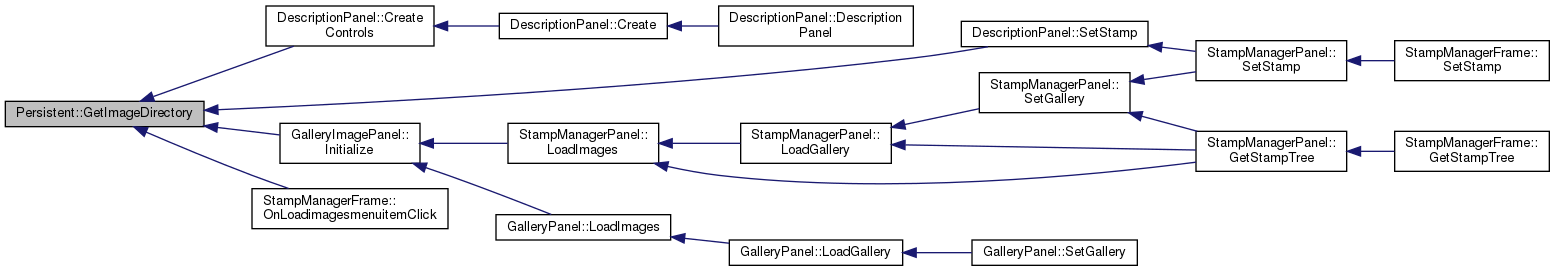 Persistent::GetImageDirectory
DescriptionPanel::Create
Controls
DescriptionPanel::Create
DescriptionPanel::Description
Panel
DescriptionPanel::SetStamp
StampManagerPanel::
SetStamp
StampManagerFrame::
SetStamp
GalleryImagePanel::
Initialize
StampManagerPanel::
LoadImages
StampManagerPanel::
LoadGallery
StampManagerPanel::
SetGallery
StampManagerPanel::
GetStampTree
StampManagerFrame::
GetStampTree
GalleryPanel::LoadImages
GalleryPanel::LoadGallery
GalleryPanel::SetGallery
StampManagerFrame::
OnLoadimagesmenuitemClick